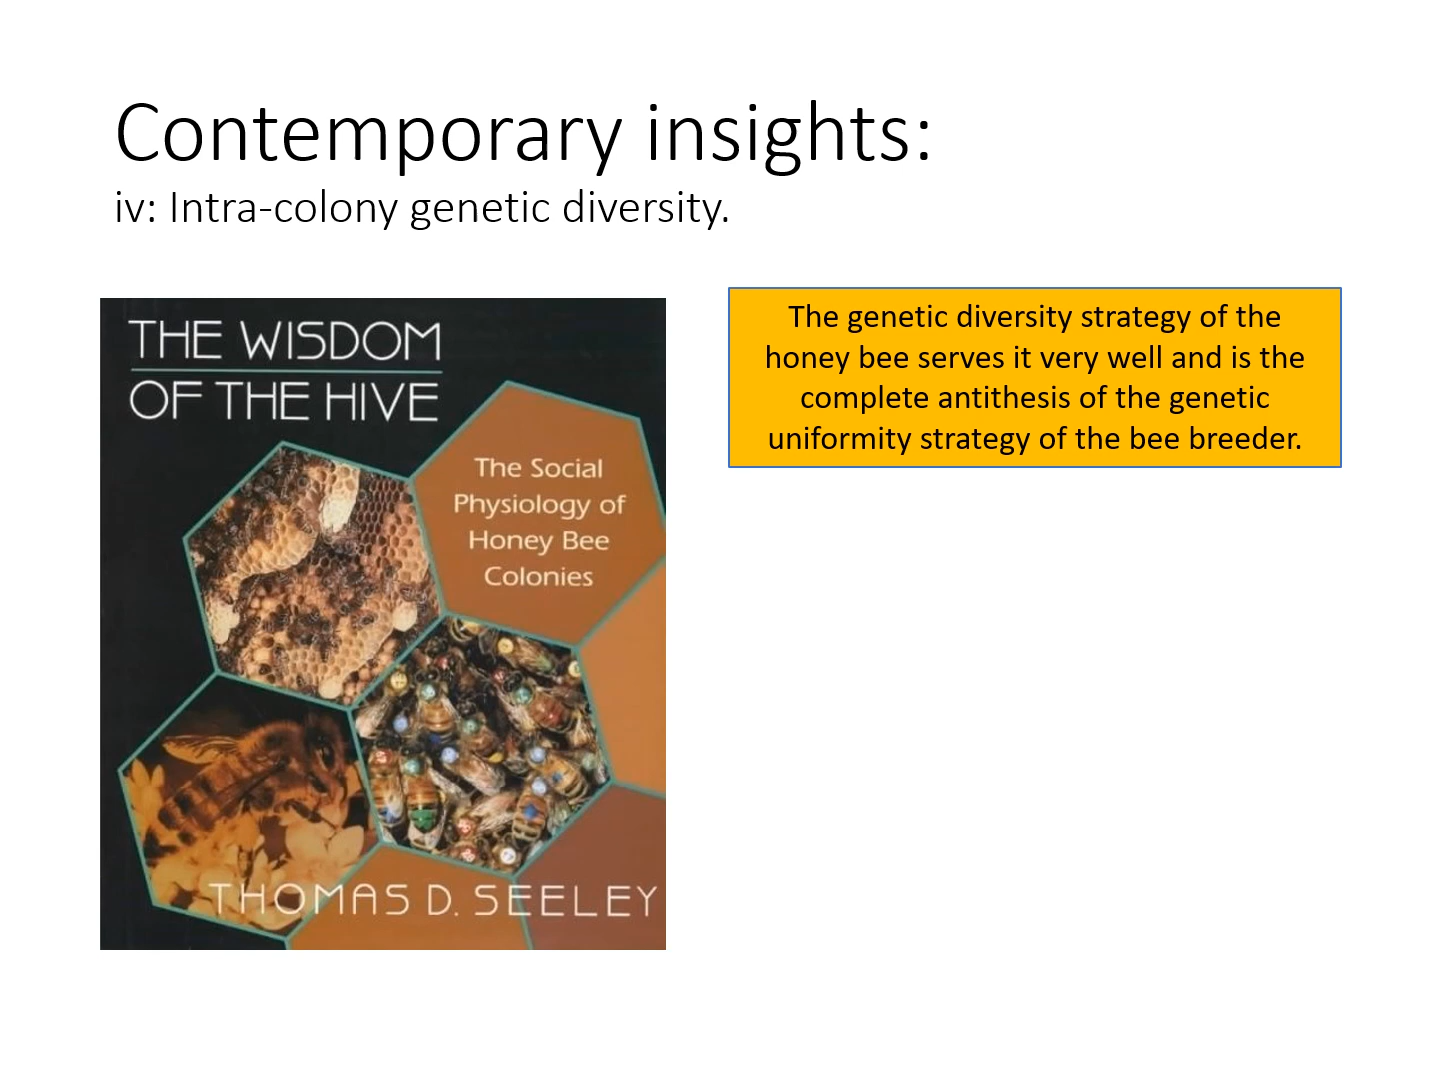 Contemporary insights:
iv: Intra-colony genetic diversity.
THE WISDOM
OF THE HIVE
The Social
Physiology of
Honey Bee
Colonies
THOMAS D. SEELEY
The genetic diversity strategy of the
honey bee serves it very well and is the
complete antithesis of the genetic
uniformity strategy of the bee breeder.